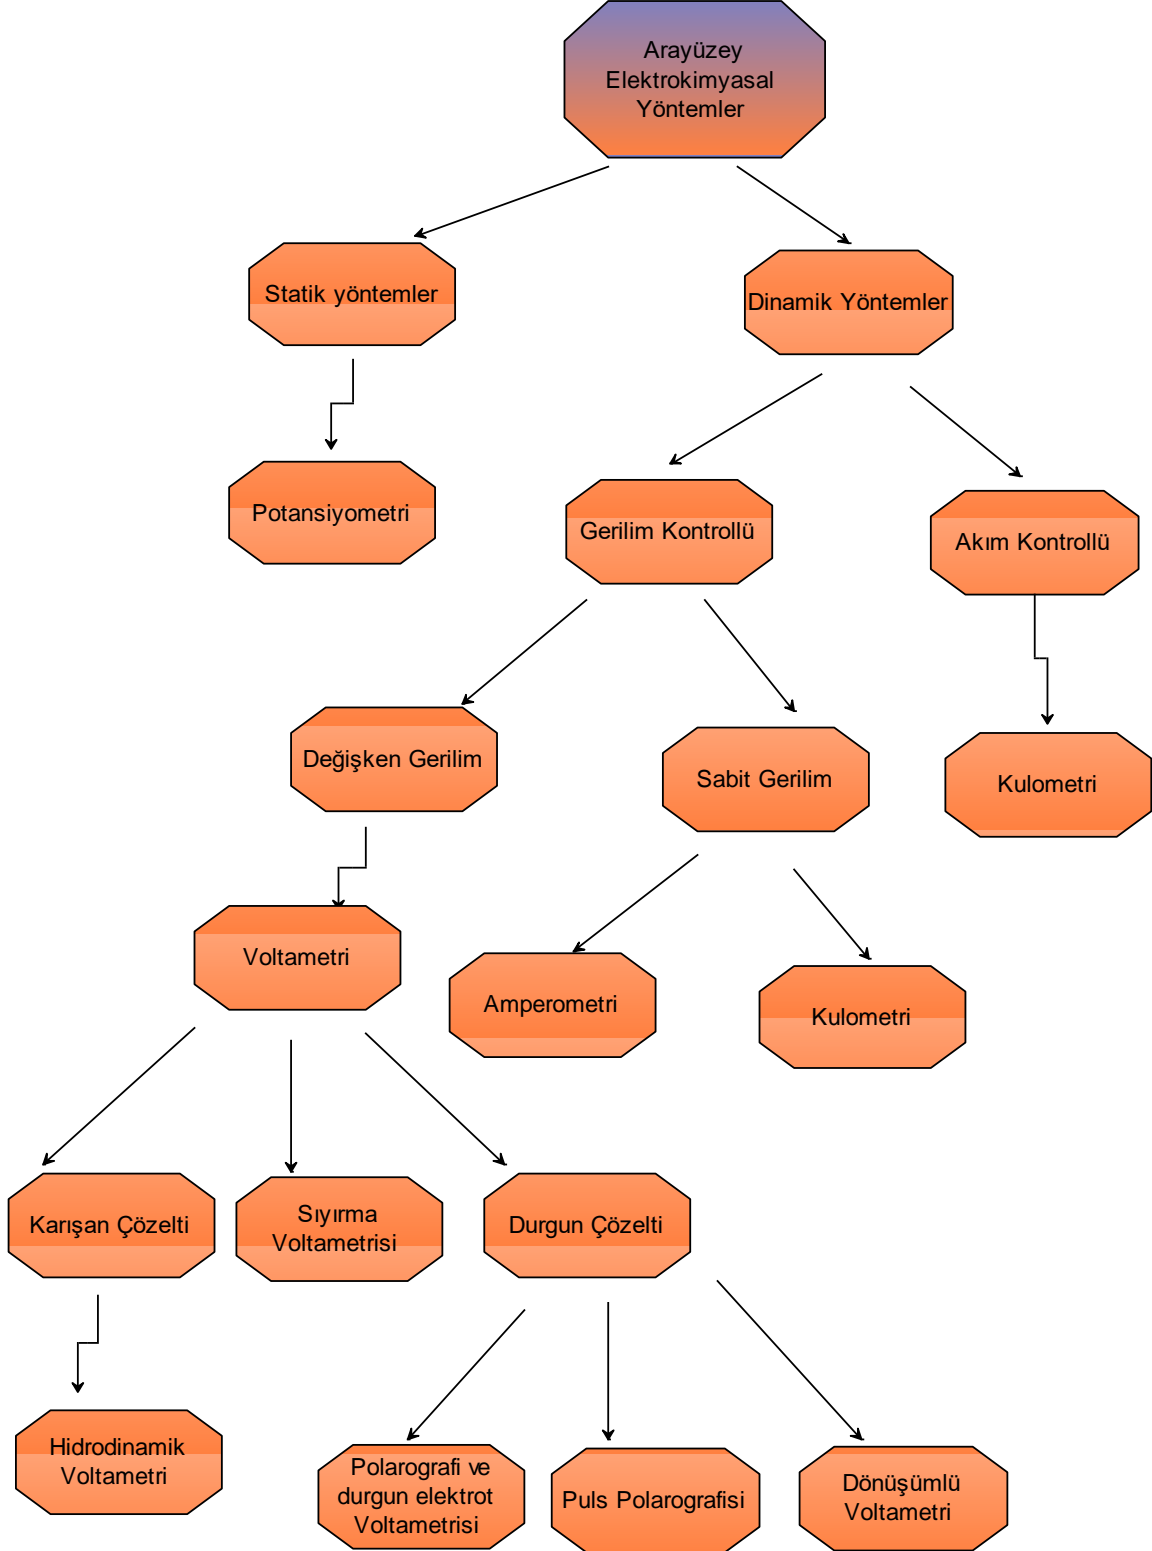 Arayüzey
Elektrokimyasal
Yöntemler
Statik yöntemler
Dinamik Yöntemler
Potansiyometri
Gerilim Kontrollü
Akım Kontrollü
Değişken Gerilim
Sabit Gerilim
Kulometri
Voltametri
Amperometri
Kulometri
Karışan Çözelti
Sıyırma
Voltametrisi
Durgun Çözelti
Hidrodinamik
Voltametri
Polarografi ve
durgun elektrot
Voltametrisi
Puls Polarografisi
Dönüşümlü
Voltametri